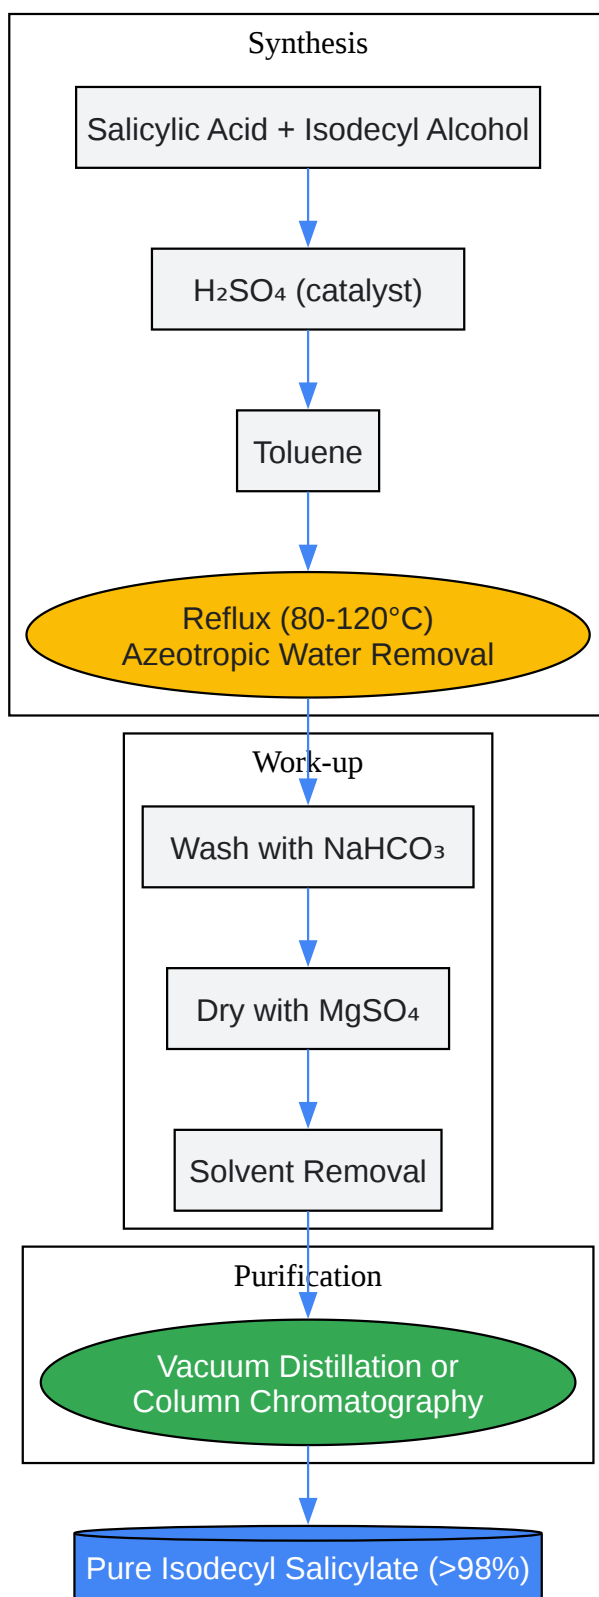 Synthesis
Salicylic Acid + Isodecyl Alcohol
H₂SO₄ (catalyst)
Toluene
Reflux (80-120°C)
Azeotropic Water Removal
Work-up
Wash with NaHCO₃
Dry with MgSO₄
Solvent Removal
Purification
Vacuum Distillation or
Column Chromatography
Pure Isodecyl Salicylate (>98%)